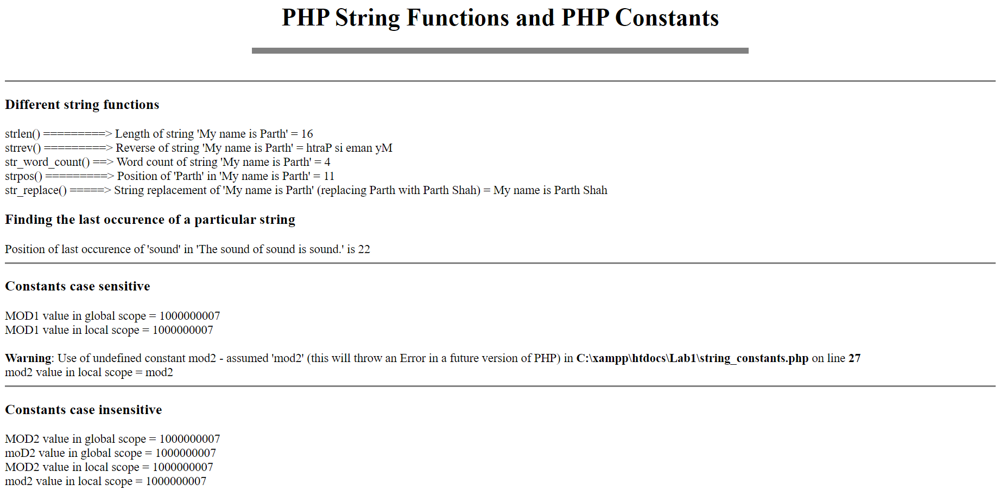 PHP String Functions and PHP Constants
Different string functions
strlen() =========> Length of string 'My name is Parth' = 16
strrev() =========> Reverse of string 'My name is Parth' = htraP si eman yM
str_word_count() ==> Word count of string 'My name is Parth' = 4
strpos() =========> Position of 'Parth' in 'My name is Parth' = 11
str_replace() =====> String replacement of 'My name is Parth' (replacing Parth with Parth Shah) = My name is Parth Shah
Finding the last occurence of a particular string
Position of last occurence of 'sound' in 'The sound of sound is sound.' is 22
Constants case sensitive
MOD1 value in global scope = 1000000007
MOD1 value in local scope = 1000000007
Warning: Use of undefined constant mod2 - assumed 'mod2' (this will throw an Error in a future version of PHP) in C:\xampp\htdocs\Lab1\string_constants.php on line 27
mod2 value in local scope = mod2
Constants case insensitive
MOD2 value in global scope = 1000000007
moD2 value in global scope = 1000000007
MOD2 value in local scope = 1000000007
mod2 value in local scope = 1000000007